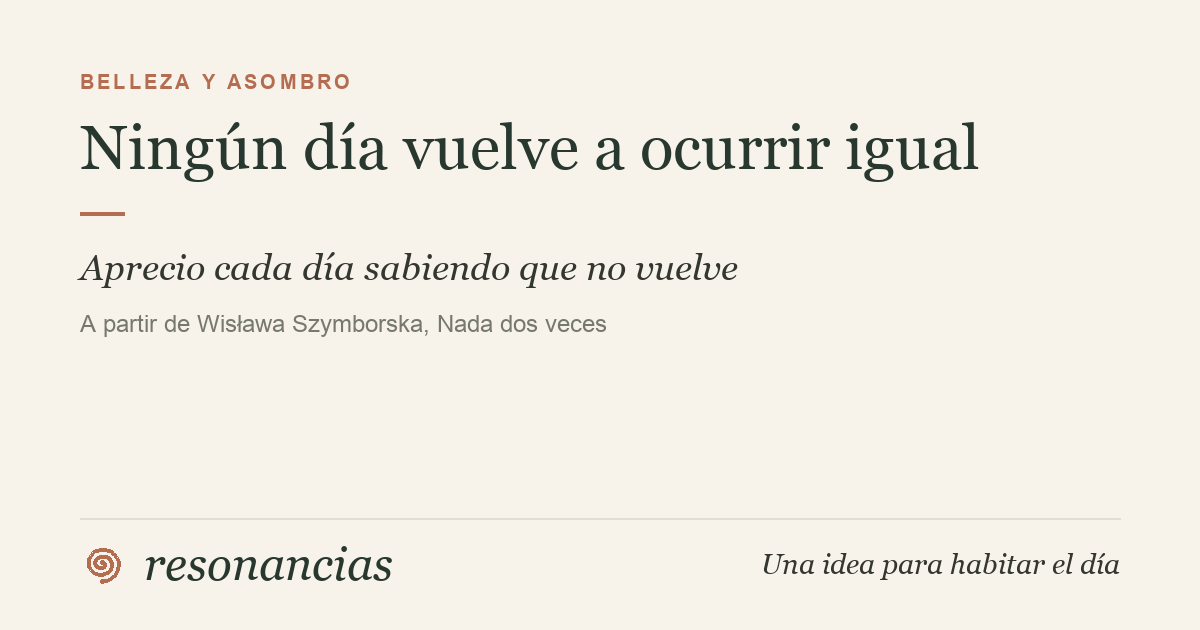 BELLEZA Y ASOMBRO
Ningún día vuelve a ocurrir igual
Aprecio cada día sabiendo que no vuelve
A partir de Wisława Szymborska, Nada dos veces
resonancias
Una idea para habitar el día